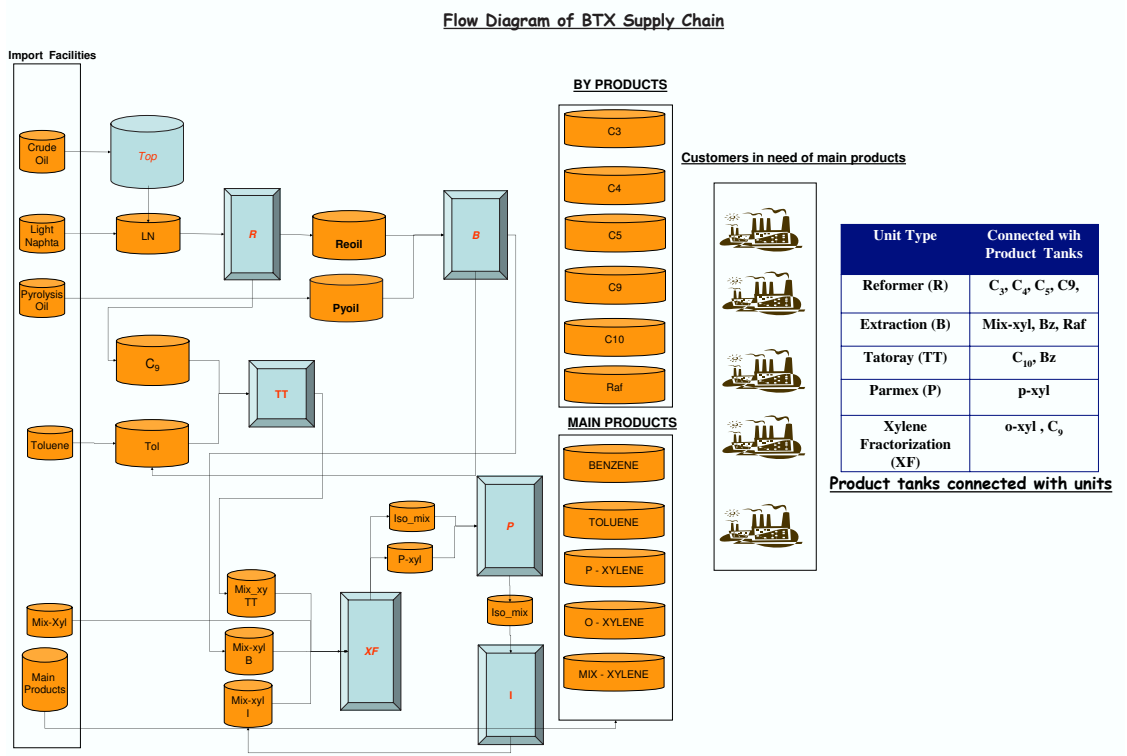 Flow Diagram of BTX Supply Chain
Import Facilities
Crude
Oil
Top
Light
Naphta
LN
R
Reoil
B
Pyrolysis
Oil
Pyoil
C9
TT
Toluene
Tol
Iso_mix
P-xyl
P
Mix_xy
TT
Iso_mix
Mix-Xyl
Mix-xyl
B
XF
Main
Products
Mix-xyl
I
I
BY PRODUCTS
C3
C4
C5
C9
C10
Raf
MAIN PRODUCTS
BENZENE
TOLUENE
P - XYLENE
O - XYLENE
MIX - XYLENE
Customers in need of main products
Unit Type
Connected wih
Product Tanks
Reformer (R)
C3, C4, C5, C9,
Extraction (B)
Mix-xyl, Bz, Raf
Tatoray (TT)
C10, Bz
Parmex (P)
p-xyl
Xylene
Fractorization
(XF)
o-xyl , C9
Product tanks connected with units